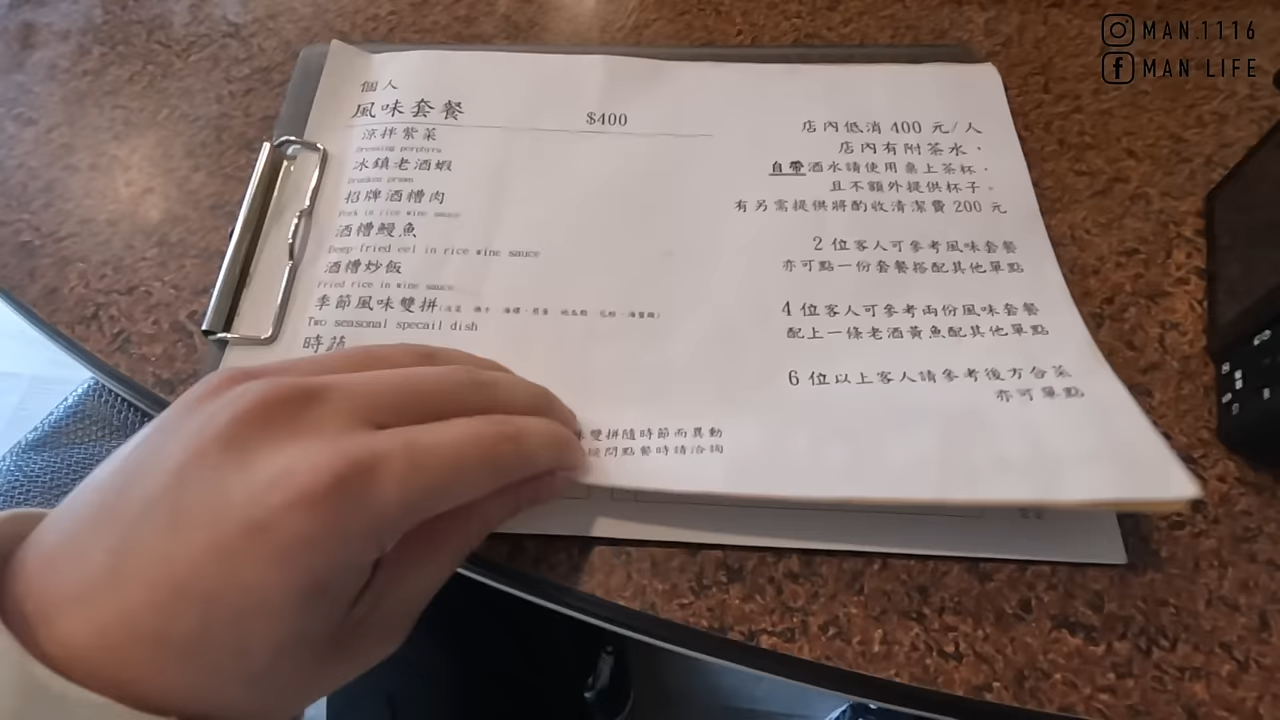 MAN.1116
MAN LIFE
個人
風味套餐 $400
涼拌紫菜
Dressing porphyra
冰鎮老酒蝦
Drunken prawn
招牌酒糟肉
Pork in rice wine sauce
酒糟鰻魚
Deep fried eel in rice wine sauce
酒糟炒飯
Fried rice in wine sauce
季節風味雙拼
Two seasonal specail dish
時蔬
味雙拼隨時節而異動
疑問點餐時請洽詢
店內低消 400 元/人
店內有附茶水，
自帶酒水請使用桌上茶杯，
且不額外提供杯子。
有另需提供將酌收清潔費 200 元
2 位客人可參考風味套餐
亦可點一份套餐搭配其他單點
4 位客人可參考兩份風味套餐
配上一條老酒黃魚配其他單點
6 位以上客人請參考後方合菜
亦可單點